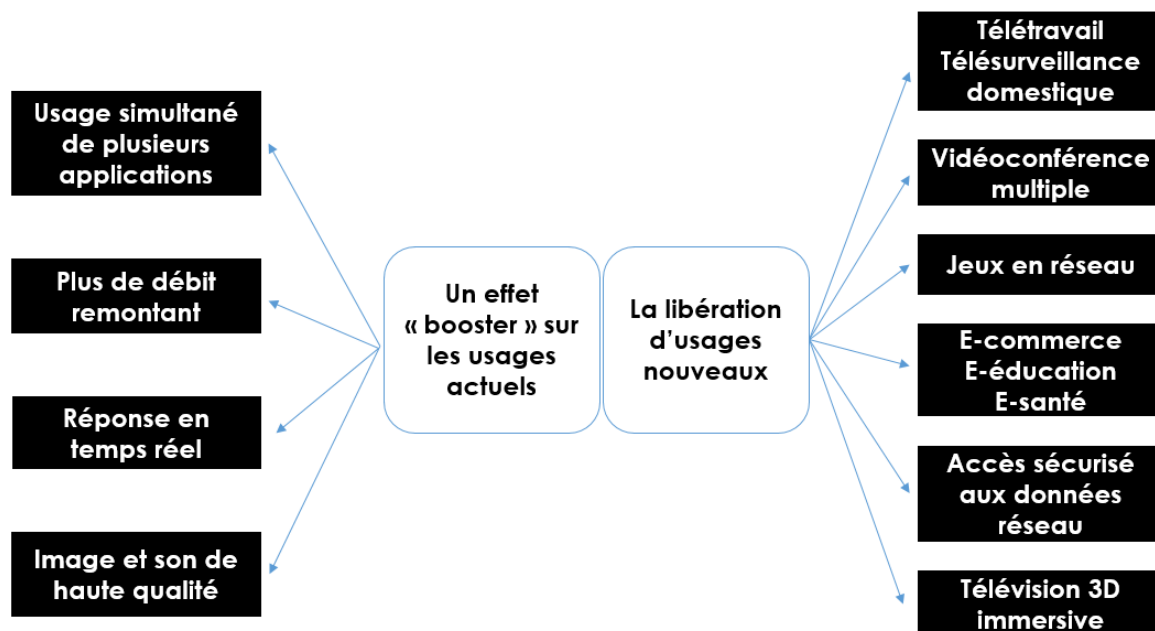 Usage simultané
de plusieurs
applications
Plus de débit
remontant
Réponse en
temps réel
Image et son de
haute qualité
Un effet
« booster » sur
les usages
actuels
La libération
d'usages
nouveaux
Télétravail
Télésurveillance
domestique
Vidéoconférence
multiple
Jeux en réseau
E-commerce
E-éducation
E-santé
Accès sécurisé
aux données
réseau
Télévision 3D
immersive